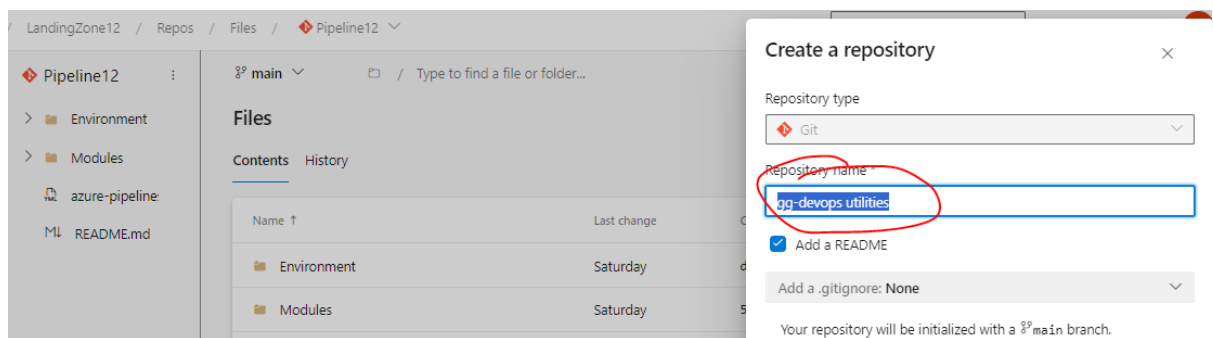 / LandingZone12 / Repos / Files / Pipeline12
Pipeline12
Environment
Modules
azure-pipeline
README.md
main
/ Type to find a file or folder...
Files
Contents History
Name ↑ Last change
Environment Saturday
Modules Saturday
Create a repository
Repository type
Git
Repository name *
gg-devops utilities
Add a README
Add a .gitignore: None
Your repository will be initialized with a main branch.